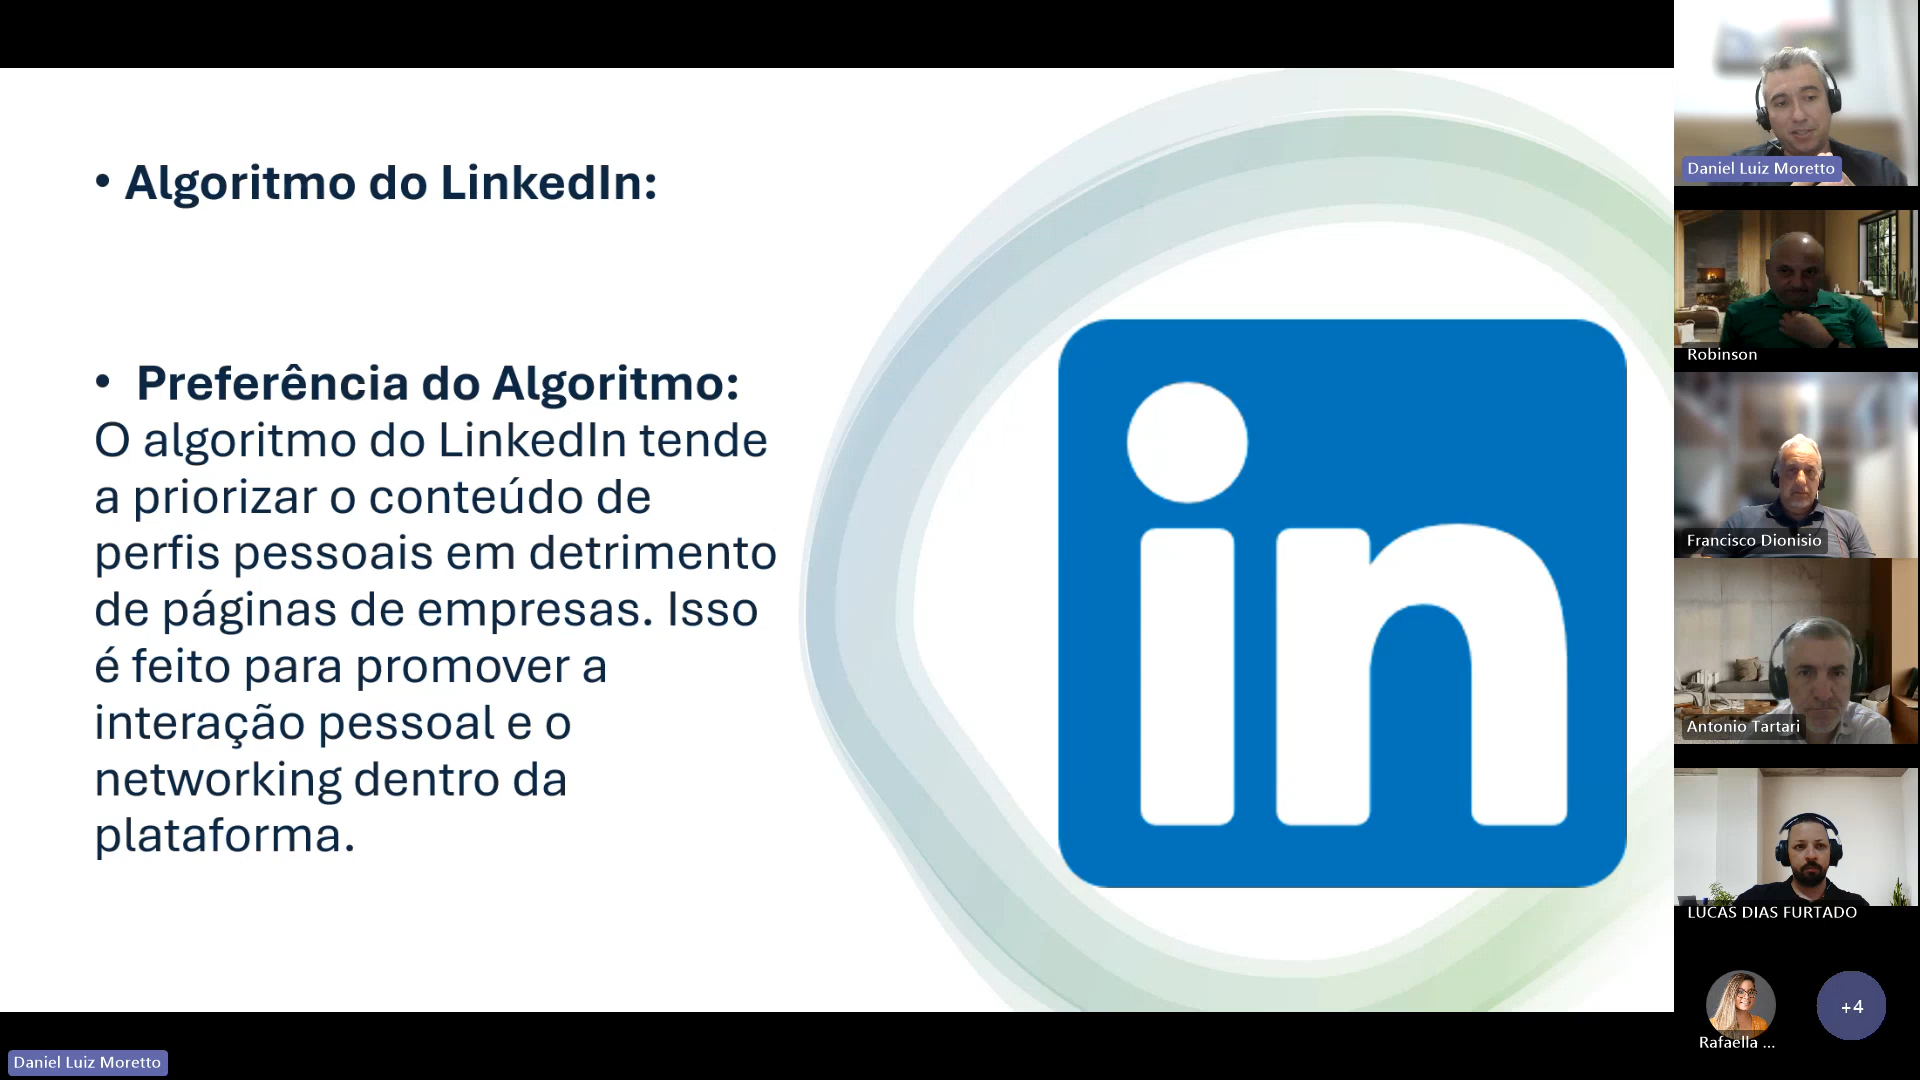 • Algoritmo do LinkedIn:
• Preferência do Algoritmo:
O algoritmo do LinkedIn tende
a priorizar o conteúdo de
perfis pessoais em detrimento
de páginas de empresas. Isso
é feito para promover a
interação pessoal e o
networking dentro da
plataforma.
in
Daniel Luiz Moretto
Robinson
Francisco Dionisio
Antonio Tartari
LUCAS DIAS FURTADO
Rafaella ...
+4
Daniel Luiz Moretto